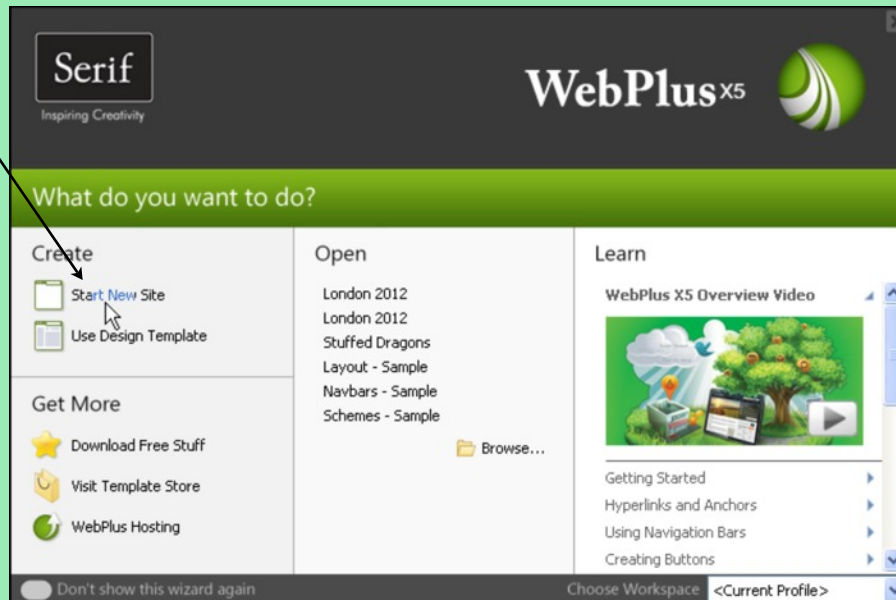 Serif
Inspiring Creativity
WebPlus X5
What do you want to do?
Create
Start New Site
Use Design Template
Get More
Download Free Stuff
Visit Template Store
WebPlus Hosting
Open
London 2012
London 2012
Stuffed Dragons
Layout - Sample
Navbars - Sample
Schemes - Sample
Browse...
Learn
WebPlus X5 Overview Video
Getting Started
Hyperlinks and Anchors
Using Navigation Bars
Creating Buttons
Don't show this wizard again
Choose Workspace <Current Profile>